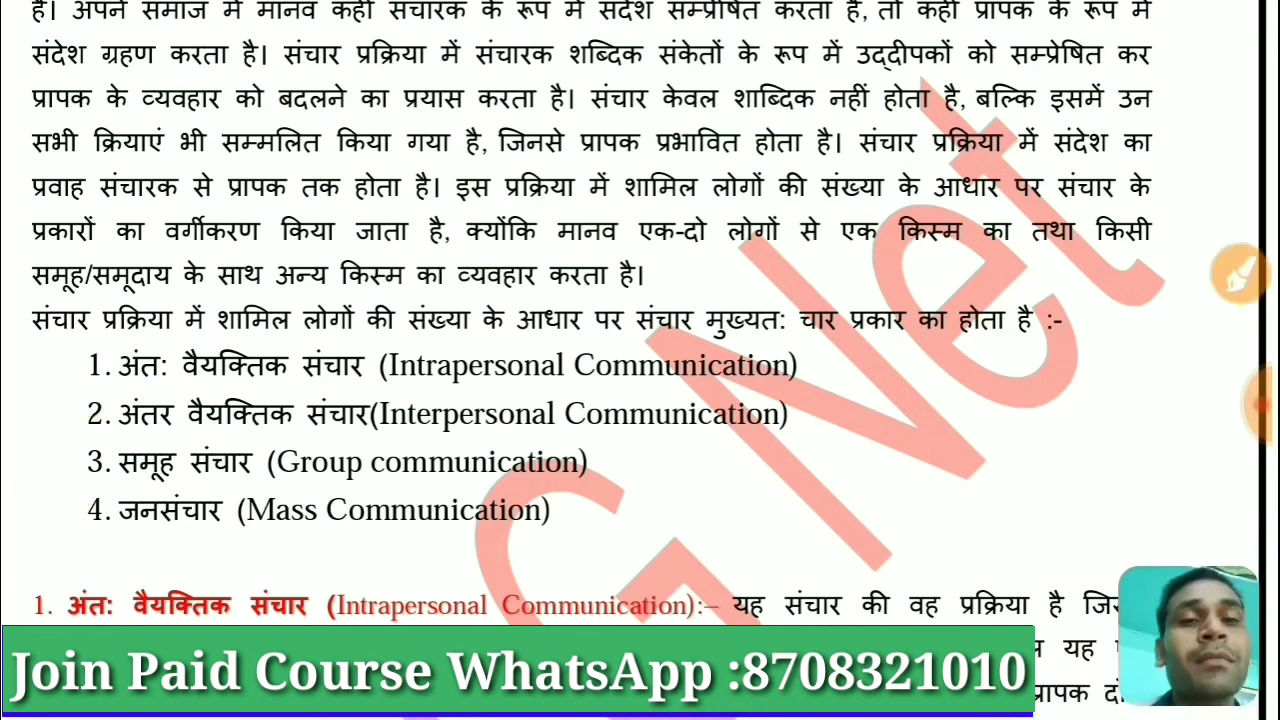 है। अपने समाज में मानव कहीं संचारक के रूप में संदेश सम्प्रेषित करता है, तो कहीं प्रापक के रूप में
संदेश ग्रहण करता है। संचार प्रक्रिया में संचारक शब्दिक संकेतों के रूप में उद्दीपकों को सम्प्रेषित कर
प्रापक के व्यवहार को बदलने का प्रयास करता है। संचार केवल शाब्दिक नहीं होता है, बल्कि इसमें उन
सभी क्रियाएं भी सम्मलित किया गया है, जिनसे प्रापक प्रभावित होता है। संचार प्रक्रिया में संदेश का
प्रवाह संचारक से प्रापक तक होता है। इस प्रक्रिया में शामिल लोगों की संख्या के आधार पर संचार के
प्रकारों का वर्गीकरण किया जाता है, क्योंकि मानव एक-दो लोगों से एक किस्म का तथा किसी
समूह/समूदाय के साथ अन्य किस्म का व्यवहार करता है।
संचार प्रक्रिया में शामिल लोगों की संख्या के आधार पर संचार मुख्यत: चार प्रकार का होता है :-
1. अंत: वैयक्तिक संचार (Intrapersonal Communication)
2. अंतर वैयक्तिक संचार(Interpersonal Communication)
3. समूह संचार (Group communication)
4. जनसंचार (Mass Communication)
1. अंत: वैयक्तिक संचार (Intrapersonal Communication):– यह संचार की वह प्रक्रिया है
यह
प्रापक
Join Paid Course WhatsApp :8708321010
G Net